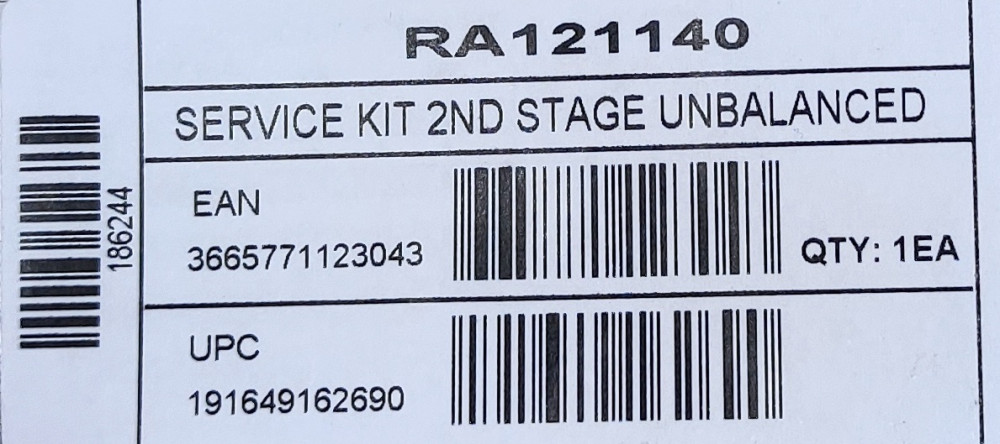 RA121140
SERVICE KIT 2ND STAGE UNBALANCED
EAN
3665771123043
QTY: 1EA
UPC
191649162690
186244